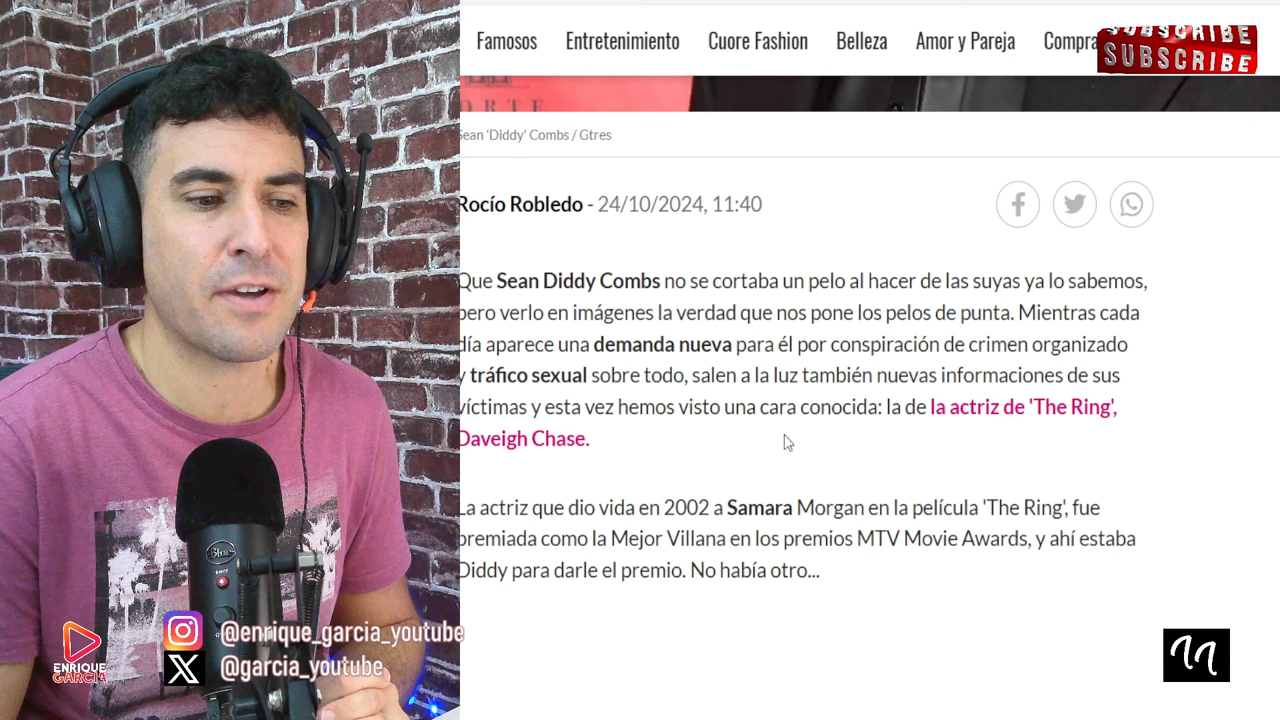 Famosos Entretenimiento Cuore Fashion Belleza Amor y Pareja Compra
SUBSCRIBE
SUBSCRIBE
ORTE
Sean 'Diddy' Combs / Gtres
Rocío Robledo - 24/10/2024, 11:40
Que Sean Diddy Combs no se cortaba un pelo al hacer de las suyas ya lo sabemos,
pero verlo en imágenes la verdad que nos pone los pelos de punta. Mientras cada
día aparece una demanda nueva para él por conspiración de crimen organizado
y tráfico sexual sobre todo, salen a la luz también nuevas informaciones de sus
víctimas y esta vez hemos visto una cara conocida: la de la actriz de 'The Ring',
Daveigh Chase.
La actriz que dio vida en 2002 a Samara Morgan en la película 'The Ring', fue
premiada como la Mejor Villana en los premios MTV Movie Awards, y ahí estaba
Diddy para darle el premio. No había otro...
Blue
MUTE
ENRIQUE
GARCIA
@enrique_garcia_youtube
@garcia_youtube